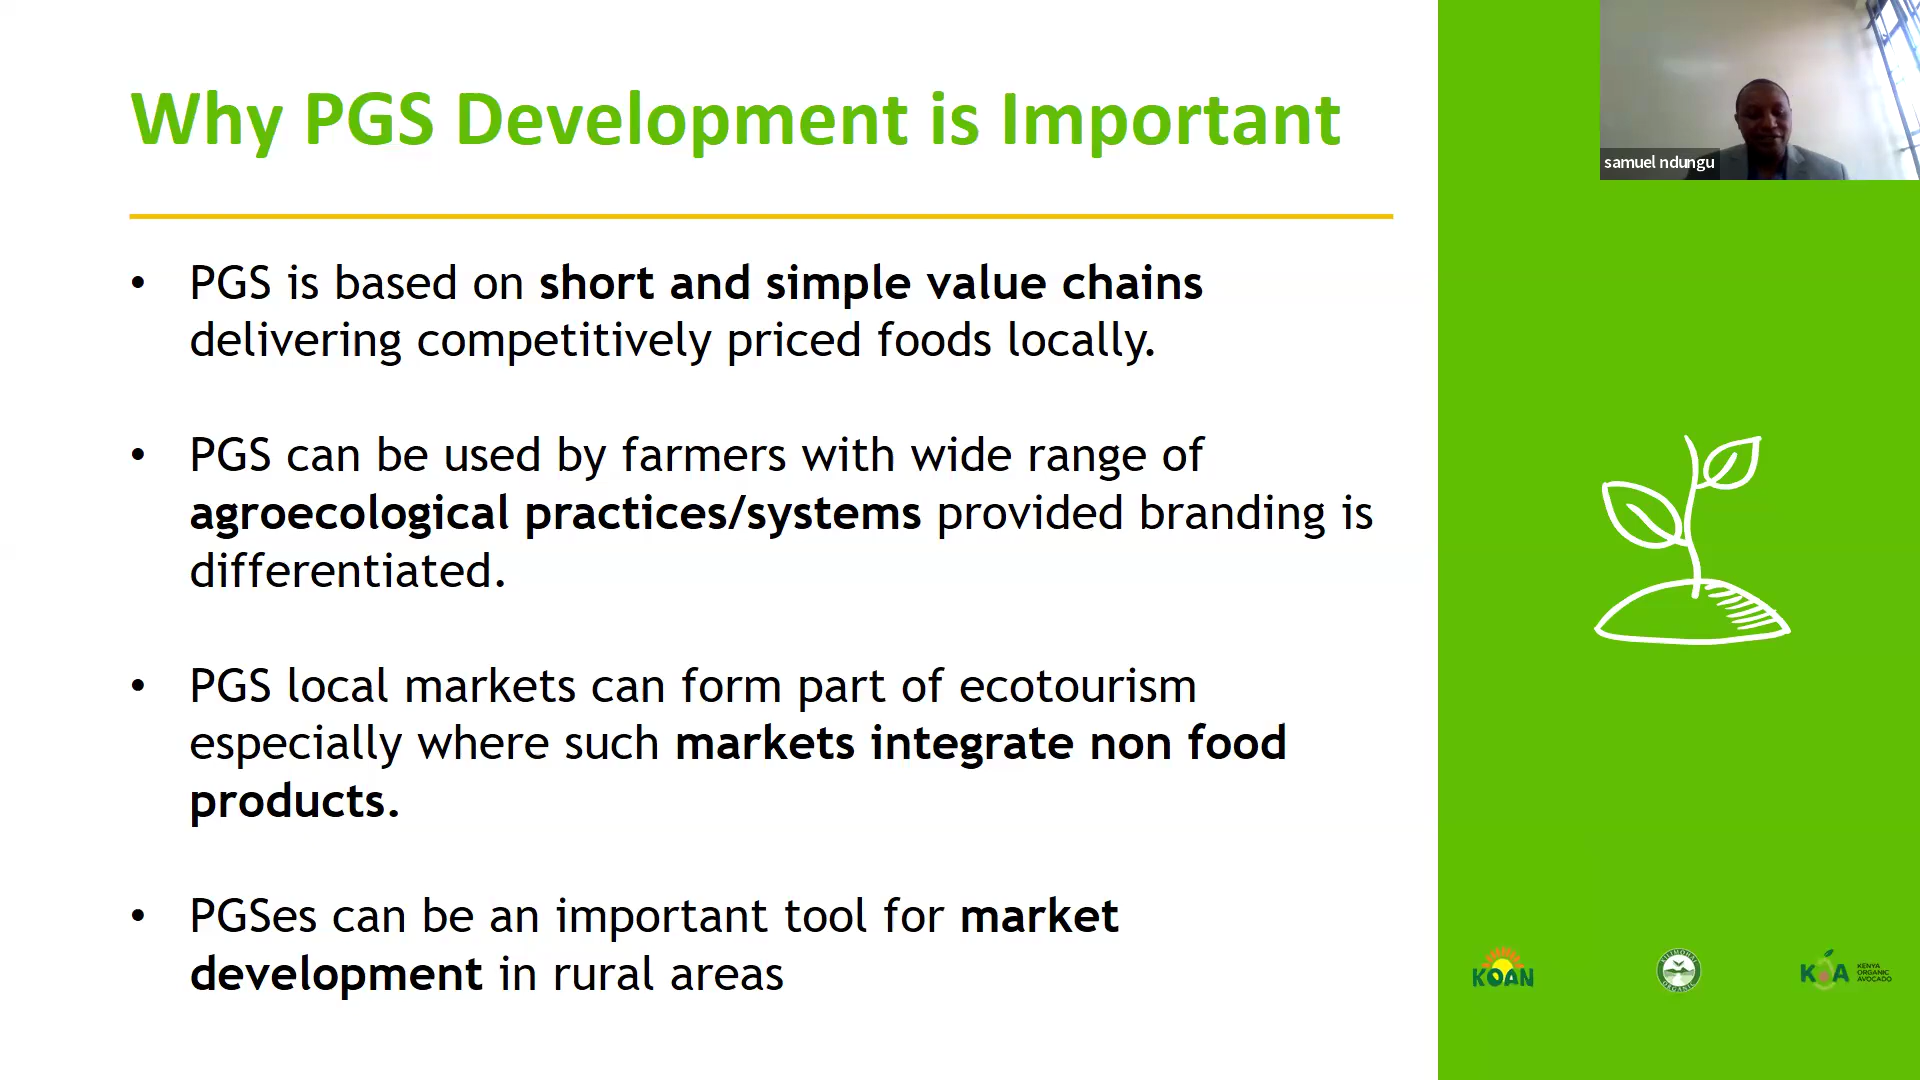 Why PGS Development is Important
samuel ndungu
• PGS is based on short and simple value chains
delivering competitively priced foods locally.
• PGS can be used by farmers with wide range of
agroecological practices/systems provided branding is
differentiated.
• PGS local markets can form part of ecotourism
especially where such markets integrate non food
products.
• PGSes can be an important tool for market
development in rural areas
KOAN
KILIMOHAI
ORGANIC
KOA
KENYA
ORGANIC
AVOCADO